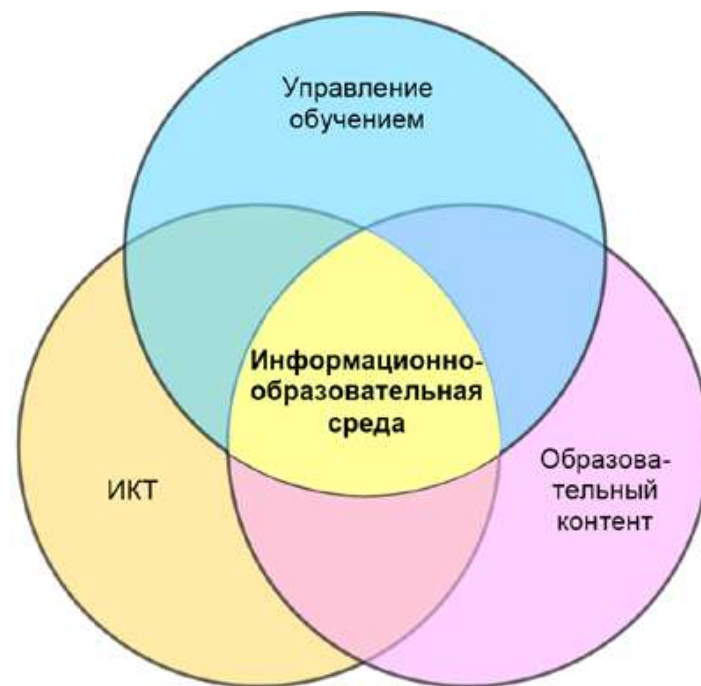 Управление
обучением
Информационно-
образовательная
среда
ИКТ
Образова-
тельный
контент